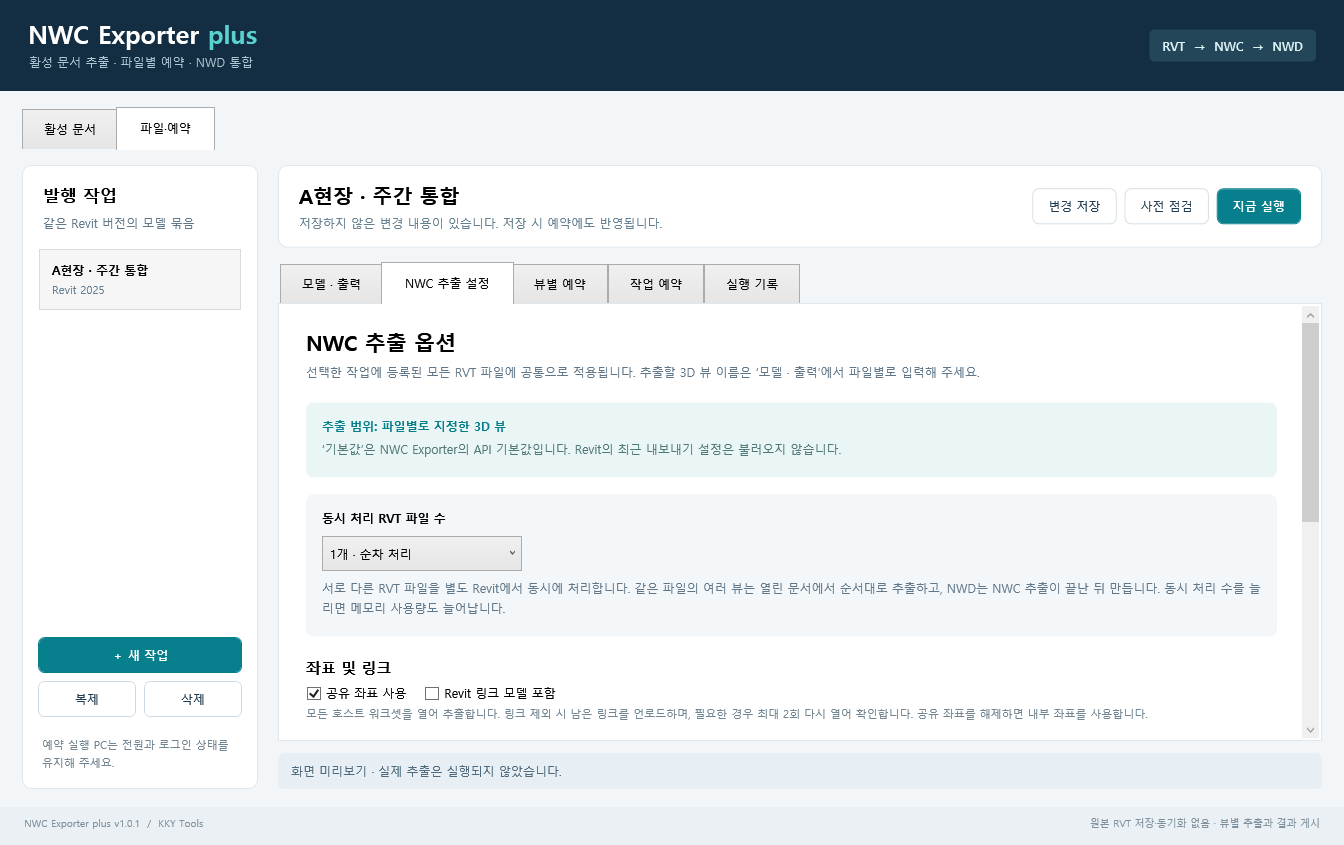 NWC Exporter plus
활성 문서 추출 · 파일별 예약 · NWD 통합
RVT → NWC → NWD
활성 문서
파일·예약
발행 작업
같은 Revit 버전의 모델 묶음
A현장 · 주간 통합
Revit 2025
+ 새 작업
복제
삭제
예약 실행 PC는 전원과 로그인 상태를
유지해 주세요.
A현장 · 주간 통합
저장하지 않은 변경 내용이 있습니다. 저장 시 예약에도 반영됩니다.
변경 저장
사전 점검
지금 실행
모델 · 출력
NWC 추출 설정
뷰별 예약
작업 예약
실행 기록
NWC 추출 옵션
선택한 작업에 등록된 모든 RVT 파일에 공통으로 적용됩니다. 추출할 3D 뷰 이름은 '모델 · 출력'에서 파일별로 입력해 주세요.
추출 범위: 파일별로 지정한 3D 뷰
'기본값'은 NWC Exporter의 API 기본값입니다. Revit의 최근 내보내기 설정은 불러오지 않습니다.
동시 처리 RVT 파일 수
1개 · 순차 처리
서로 다른 RVT 파일을 별도 Revit에서 동시에 처리합니다. 같은 파일의 여러 뷰는 열린 문서에서 순서대로 추출하고, NWD는 NWC 추출이 끝난 뒤 만듭니다. 동시 처리 수를 늘
리면 메모리 사용량도 늘어납니다.
좌표 및 링크
공유 좌표 사용
Revit 링크 모델 포함
모든 호스트 워크셋을 열어 추출합니다. 링크 제외 시 남은 링크를 언로드하며, 필요한 경우 최대 2회 다시 열어 확인합니다. 공유 좌표를 해제하면 내부 좌표를 사용합니다.
화면 미리보기 · 실제 추출은 실행되지 않았습니다.
NWC Exporter plus v1.0.1 / KKY Tools
원본 RVT 저장·동기화 없음 · 뷰별 추출과 결과 게시